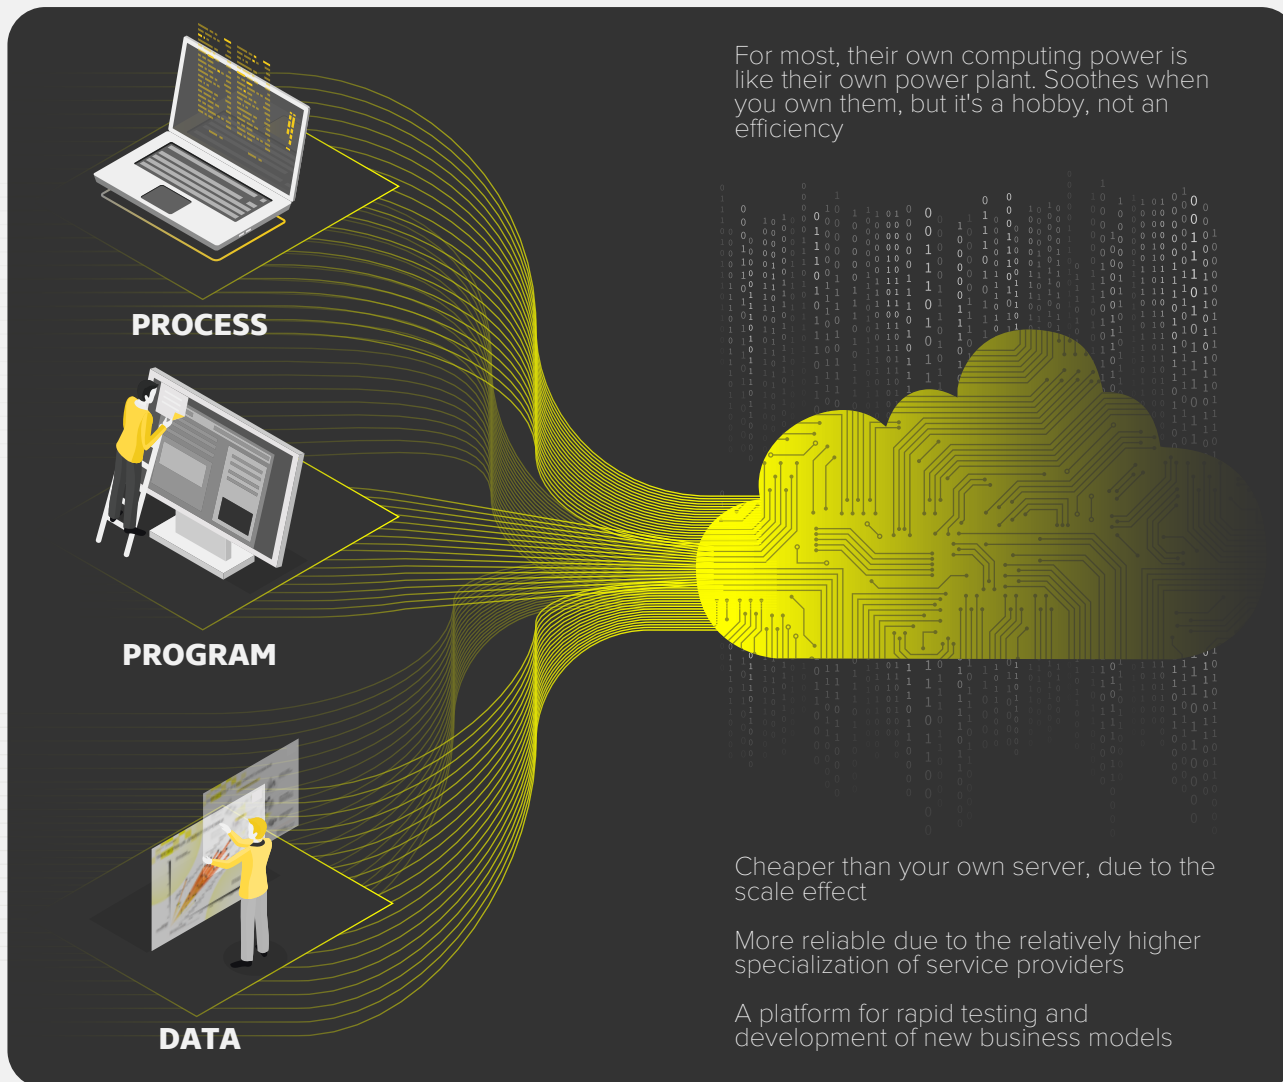 For most, their own computing power is
like their own power plant. Soothes when
you own them, but it's a hobby, not an
efficiency
PROCESS
PROGRAM
DATA
Cheaper than your own server, due to the
scale effect
More reliable due to the relatively higher
specialization of service providers
A platform for rapid testing and
development of new business models